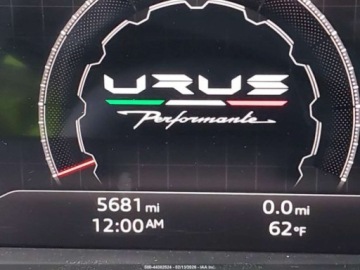 URUS
Performante
5681 mi 0.0 mi
12:00 AM 62°F